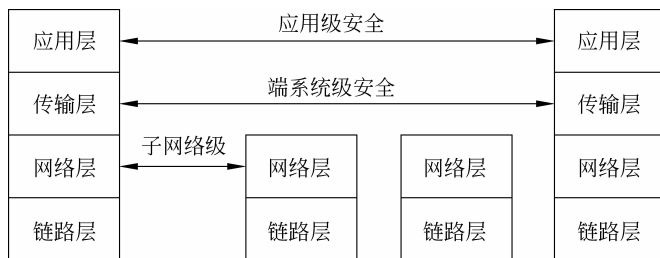 应用层 应用级安全 应用层
传输层 端系统级安全 传输层
网络层 子网络级 网络层 网络层 网络层
链路层 链路层 链路层 链路层